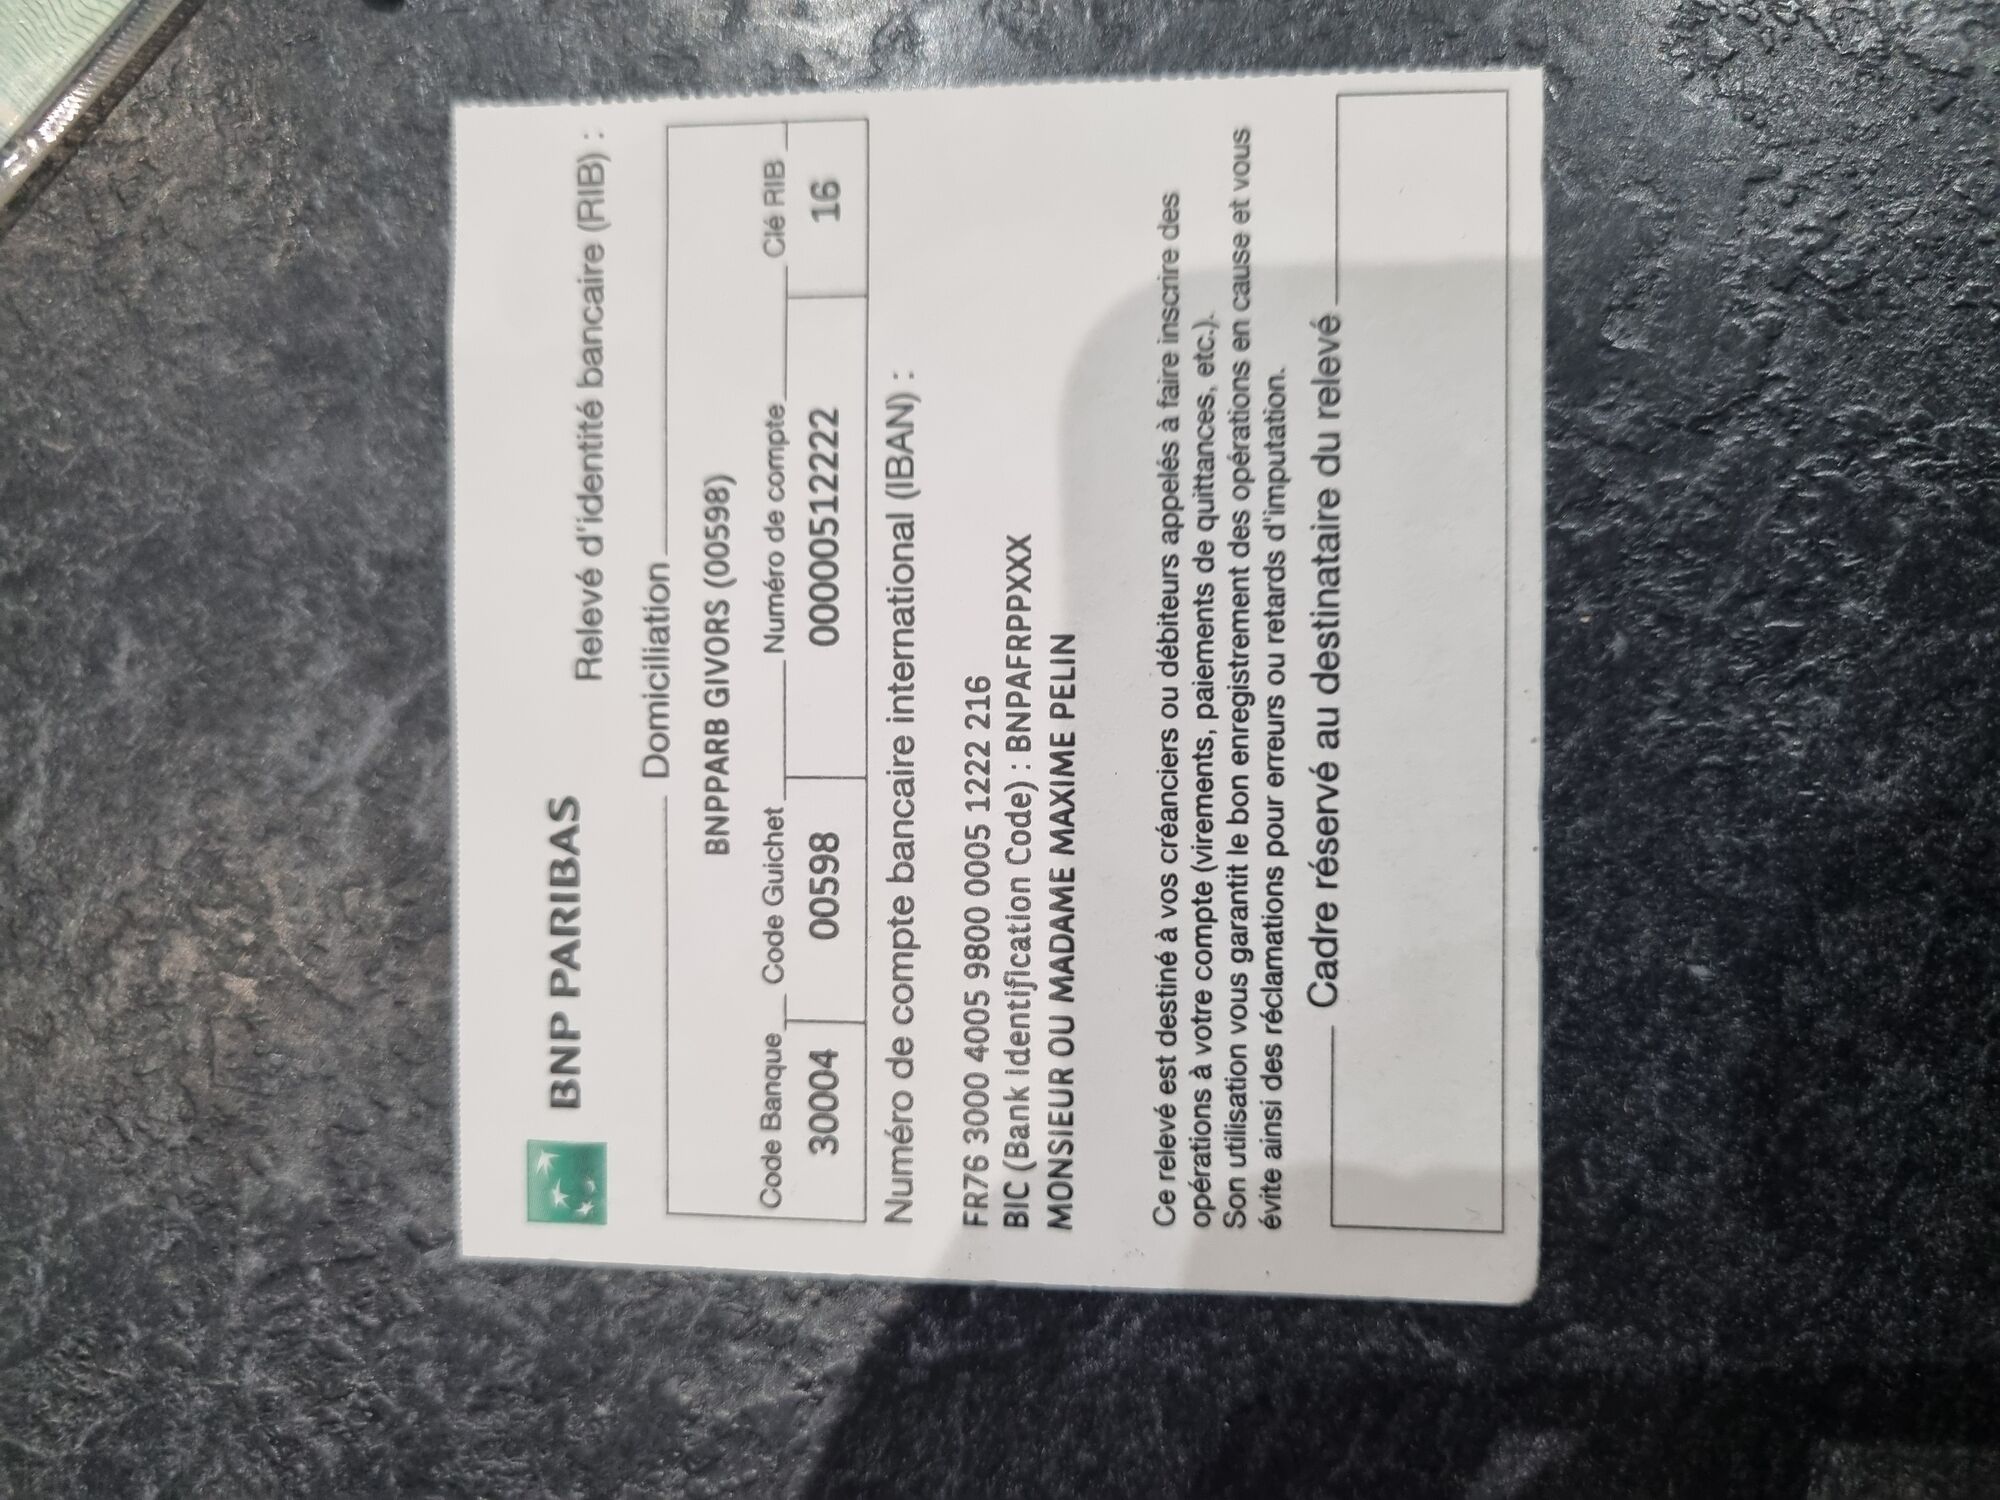 BNP PARIBAS
Relevé d'identité bancaire (RIB) :
Domiciliation
BNPPARB GIVORS (00598)
Code Banque Code Guichet Numéro de compte Clé RIB
30004 00598 00000512222 16
Numéro de compte bancaire international (IBAN) :
FR76 3000 4005 9800 0005 1222 216
BIC (Bank Identification Code) : BNPAFRPPXXX
MONSIEUR OU MADAME MAXIME PELIN
Ce relevé est destiné à vos créanciers ou débiteurs appelés à faire inscrire des
opérations à votre compte (virements, paiements de quittances, etc.).
Son utilisation vous garantit le bon enregistrement des opérations en cause et vous
évite ainsi des réclamations pour erreurs ou retards d'imputation.
Cadre réservé au destinataire du relevé